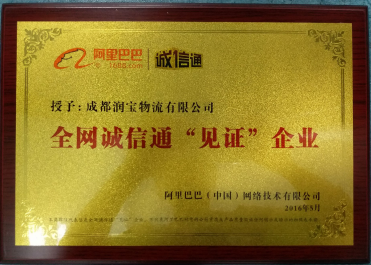 阿里巴巴 诚信通
1688.com
授予：成都润宝物流有限公司
全网诚信通“见证”企业
阿里巴巴（中国）网络技术有限公司
2016年5月